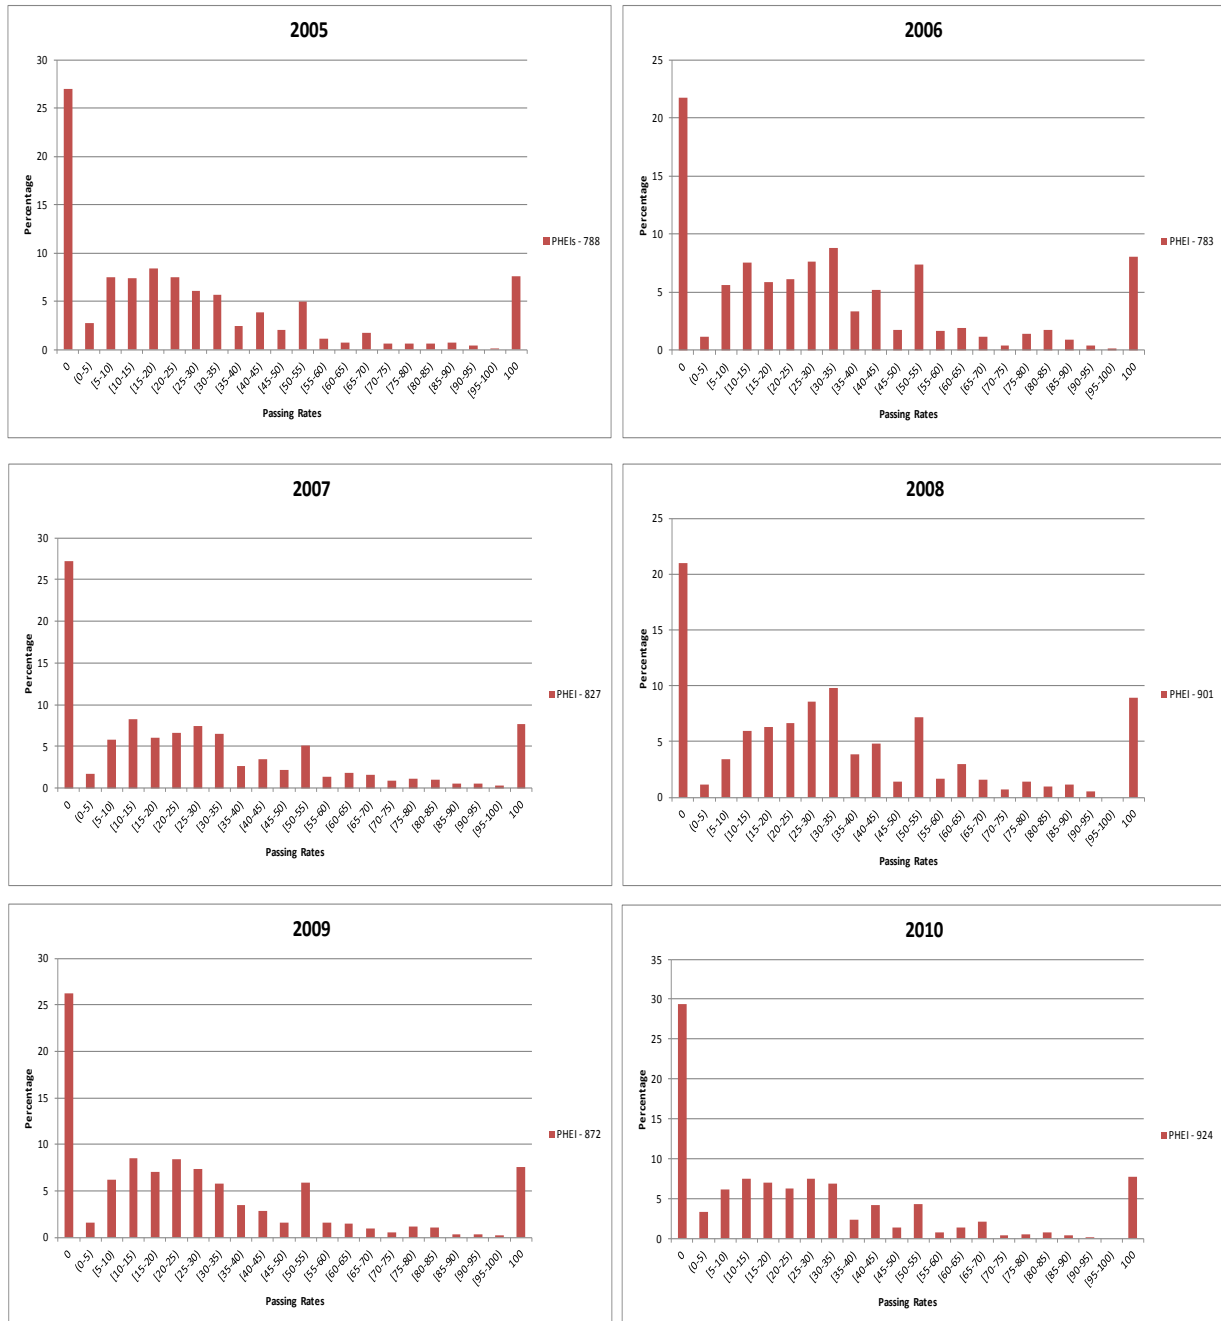 2005
30
25
20
15
10
5
0
Percentage
0 (0-5) [5-10) [10-15) [15-20) [20-25) [25-30) [30-35) [35-40) [40-45) [45-50) [50-55) [55-60) [60-65) [65-70) [70-75) [75-80) [80-85) [85-90) [90-95) [95-100) 100
Passing Rates
PHEIs - 788
2006
25
20
15
10
5
0
Percentage
0 (0-5) [5-10) [10-15) [15-20) [20-25) [25-30) [30-35) [35-40) [40-45) [45-50) [50-55) [55-60) [60-65) [65-70) [70-75) [75-80) [80-85) [85-90) [90-95) [95-100) 100
Passing Rates
PHEI - 783
2007
30
25
20
15
10
5
0
Percentage
0 (0-5) [5-10) [10-15) [15-20) [20-25) [25-30) [30-35) [35-40) [40-45) [45-50) [50-55) [55-60) [60-65) [65-70) [70-75) [75-80) [80-85) [85-90) [90-95) [95-100) 100
Passing Rates
PHEI - 827
2008
25
20
15
10
5
0
Percentage
0 (0-5) [5-10) [10-15) [15-20) [20-25) [25-30) [30-35) [35-40) [40-45) [45-50) [50-55) [55-60) [60-65) [65-70) [70-75) [75-80) [80-85) [85-90) [90-95) [95-100) 100
Passing Rates
PHEI - 901
2009
30
25
20
15
10
5
0
Percentage
0 (0-5) [5-10) [10-15) [15-20) [20-25) [25-30) [30-35) [35-40) [40-45) [45-50) [50-55) [55-60) [60-65) [65-70) [70-75) [75-80) [80-85) [85-90) [90-95) [95-100) 100
Passing Rates
PHEI - 872
2010
35
30
25
20
15
10
5
0
Percentage
0 (0-5) [5-10) [10-15) [15-20) [20-25) [25-30) [30-35) [35-40) [40-45) [45-50) [50-55) [55-60) [60-65) [65-70) [70-75) [75-80) [80-85) [85-90) [90-95) [95-100) 100
Passing Rates
PHEI - 924